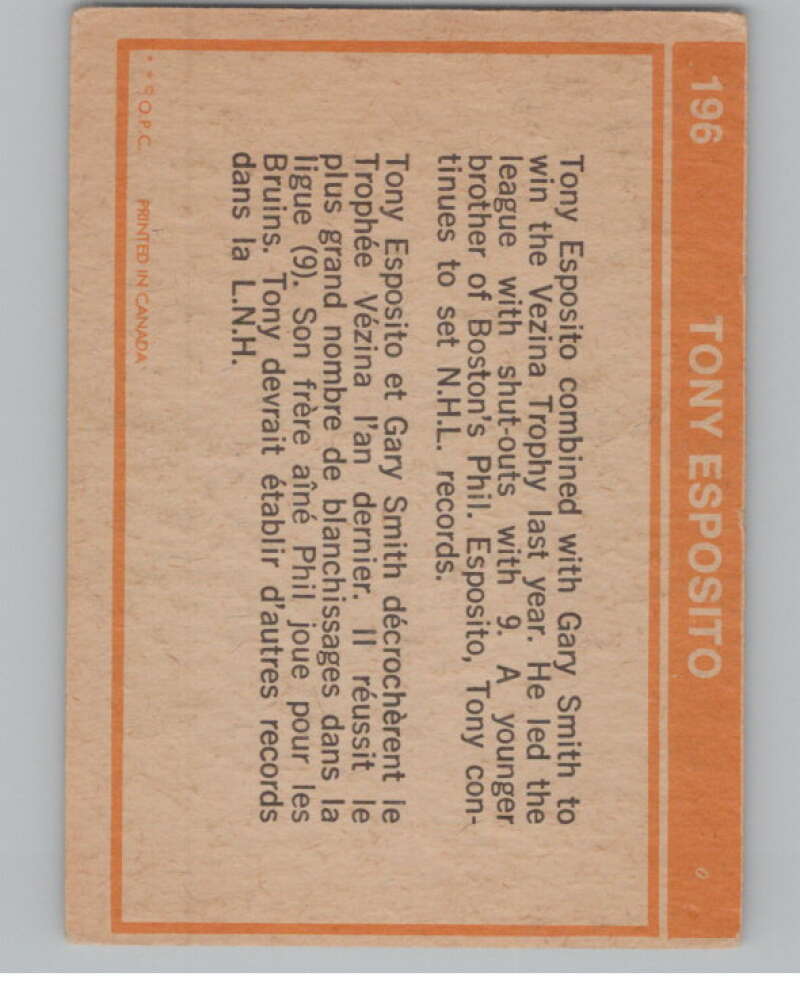 196 TONY ESPOSITO
Tony Esposito combined with Gary Smith to
win the Vezina Trophy last year. He led the
league with shut-outs with 9. A younger
brother of Boston's Phil. Esposito, Tony con-
tinues to set N.H.L. records.
Tony Esposito et Gary Smith décrochèrent le
Trophée Vézina l'an dernier. Il réussit le
plus grand nombre de blanchissages dans la
ligue (9). Son frère aîné Phil joue pour les
Bruins. Tony devrait établir d'autres records
dans la L.N.H.
* * © O.P.C. PRINTED IN CANADA